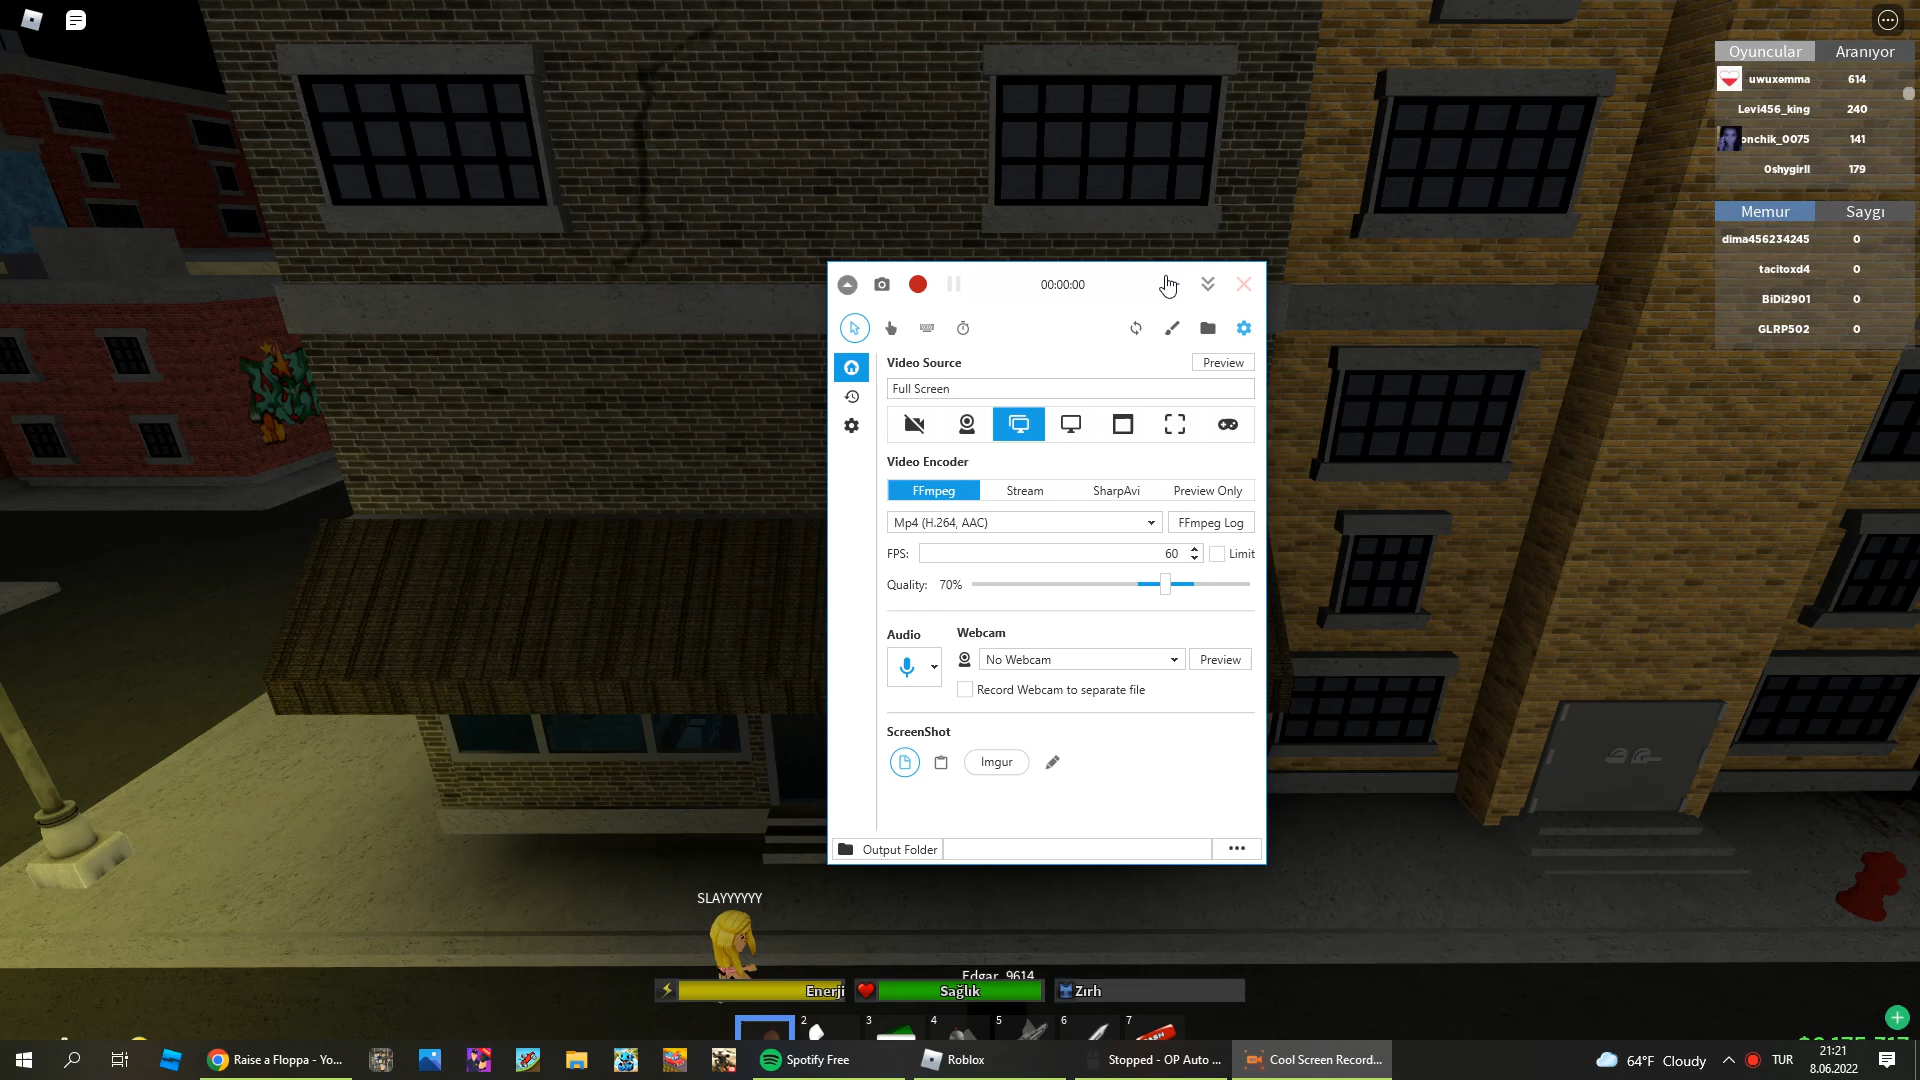 Oyuncular Aranıyor
uwuxemma 614
Levi456_king 240
onchik_0075 141
0shygirll 179
Memur Saygı
dima456234245 0
tacitoxd4 0
BiDi2901 0
GLRP502 0
00:00:00
Video Source Preview
Full Screen
Video Encoder
FFmpeg Stream SharpAvi Preview Only
Mp4 (H.264, AAC) FFmpeg Log
FPS: 60 Limit
Quality: 70%
Audio Webcam
No Webcam Preview
Record Webcam to separate file
ScreenShot
Imgur
Output Folder
SLAYYYYYY
Edgar_9614
Enerji Sağlık Zırh
2 3 4 5 6 7
Raise a Floppa - Yo... Spotify Free Roblox Stopped - OP Auto ... Cool Screen Record... 64°F Cloudy TUR 21:21
8.06.2022